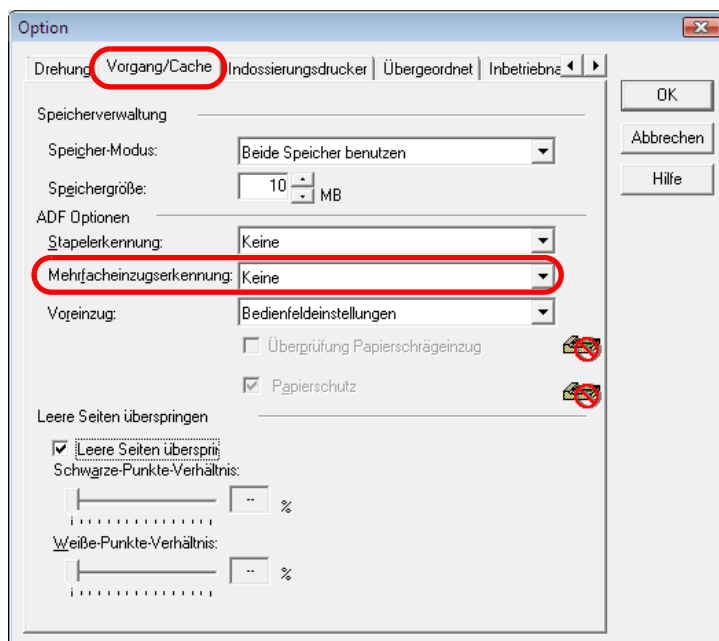 Option
Drehung Vorgang/Cache Indossierungsdrucker Übergeordnet Inbetriebna
OK
Abbrechen
Hilfe
Speicherverwaltung
Speicher-Modus: Beide Speicher benutzen
Speichergröße: 10 MB
ADF Optionen
Stapelerkennung: Keine
Mehrfacheinzugserkennung: Keine
Voreinzug: Bedienfeldeinstellungen
Überprüfung Papierschrägeinzug
Papierschutz
Leere Seiten überspringen
Leere Seiten übersprin
Schwarze-Punkte-Verhältnis:
-- %
Weiße-Punkte-Verhältnis:
-- %